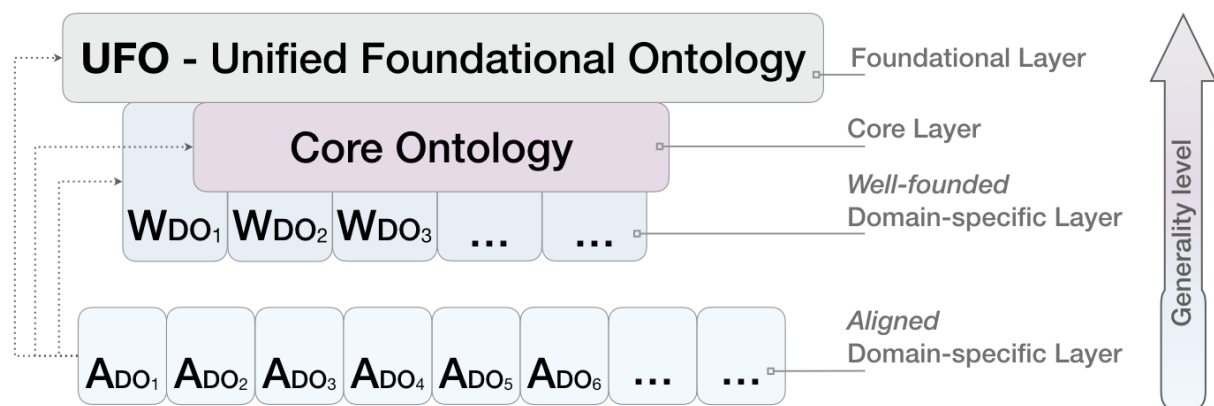 UFO - Unified Foundational Ontology
Foundational Layer
Core Ontology
Core Layer
Well-founded
Domain-specific Layer
WDO₁ WDO₂ WDO₃ ... ...
Aligned
Domain-specific Layer
ADO₁ ADO₂ ADO₃ ADO₄ ADO₅ ADO₆ ... ...
Generality level